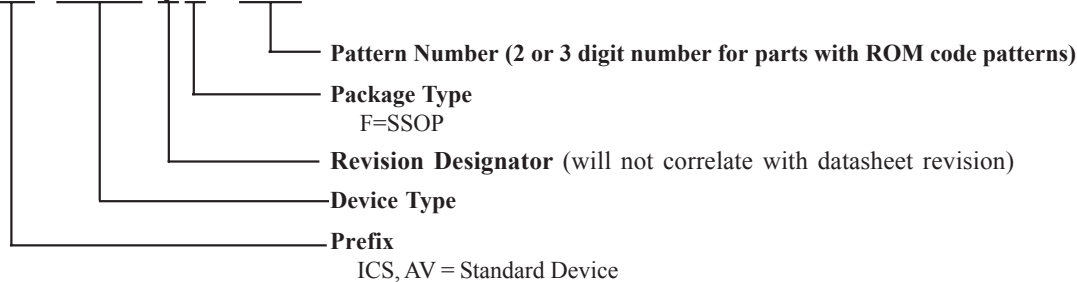 Pattern Number (2 or 3 digit number for parts with ROM code patterns)
Package Type
F=SSOP
Revision Designator (will not correlate with datasheet revision)
Device Type
Prefix
ICS, AV = Standard Device